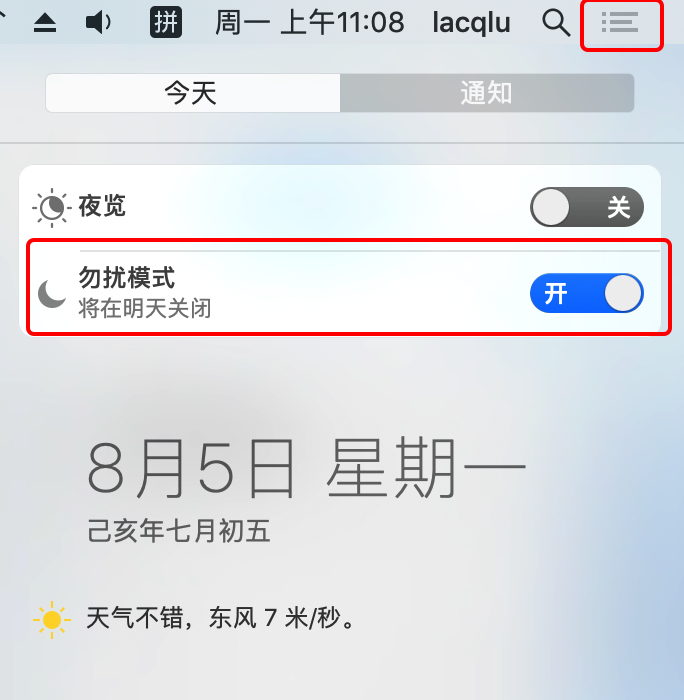 拼 周一 上午11:08 lacqlu
今天 通知
夜览 关
勿扰模式 开
将在明天关闭
8月5日 星期一
己亥年七月初五
天气不错，东风 7 米/秒。